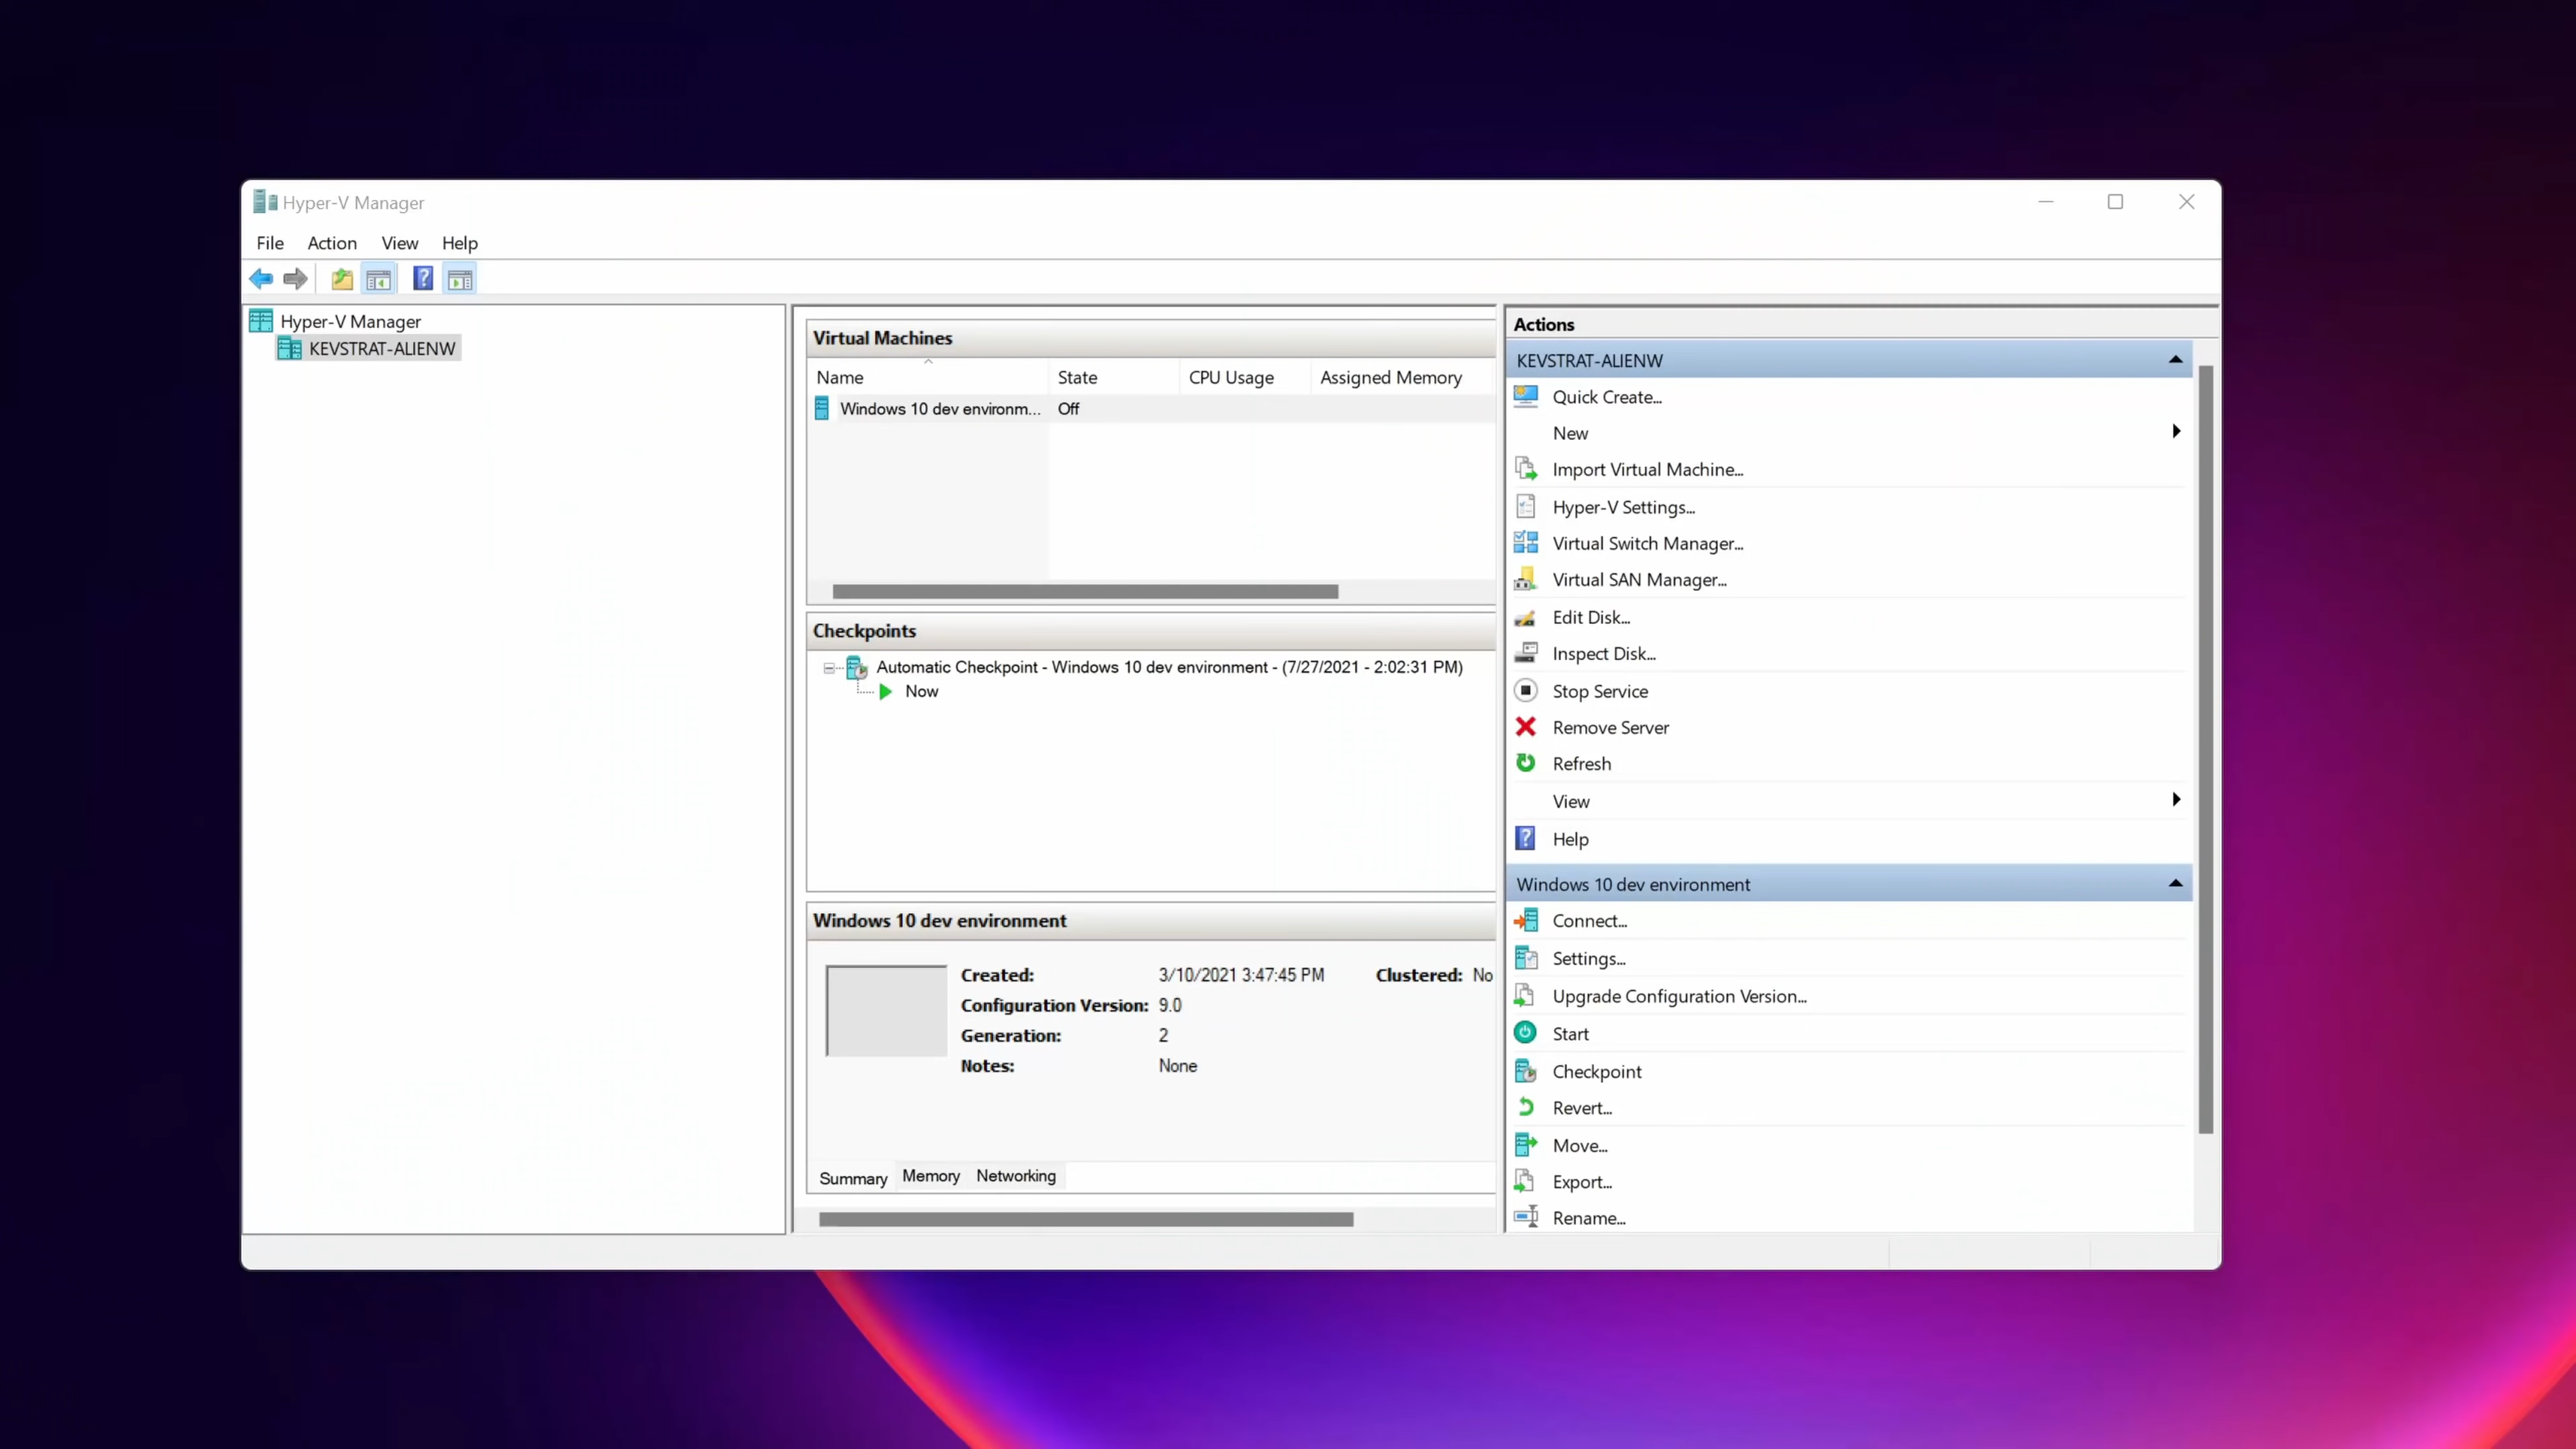 Hyper-V Manager
File Action View Help
Hyper-V Manager
KEVSTRAT-ALIENW
Virtual Machines
Name State CPU Usage Assigned Memory
Windows 10 dev environm... Off
Checkpoints
Automatic Checkpoint - Windows 10 dev environment - (7/27/2021 - 2:02:31 PM)
Now
Windows 10 dev environment
Created: 3/10/2021 3:47:45 PM Clustered: No
Configuration Version: 9.0
Generation: 2
Notes: None
Summary Memory Networking
Actions
KEVSTRAT-ALIENW
Quick Create...
New
Import Virtual Machine...
Hyper-V Settings...
Virtual Switch Manager...
Virtual SAN Manager...
Edit Disk...
Inspect Disk...
Stop Service
Remove Server
Refresh
View
Help
Windows 10 dev environment
Connect...
Settings...
Upgrade Configuration Version...
Start
Checkpoint
Revert...
Move...
Export...
Rename...